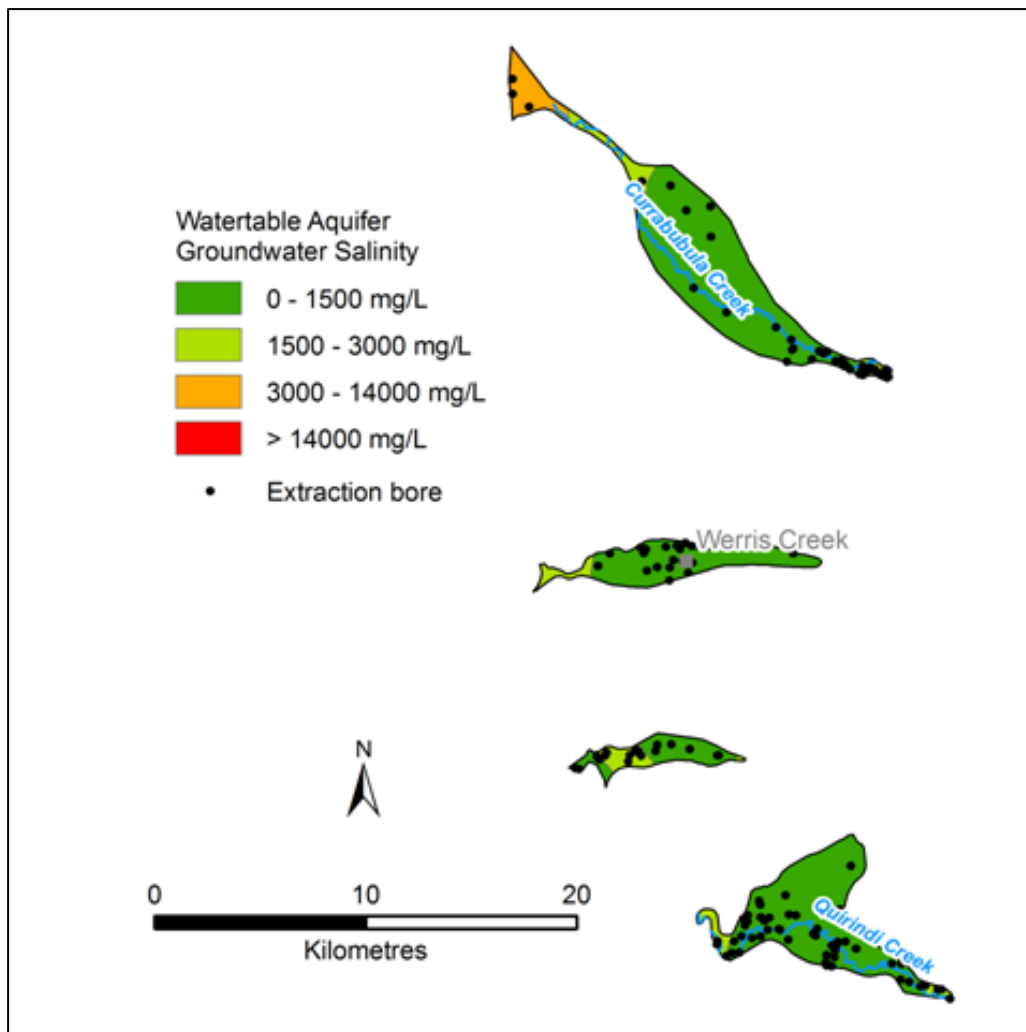 Currabubula Creek
Watertable Aquifer
Groundwater Salinity
0 - 1500 mg/L
1500 - 3000 mg/L
3000 - 14000 mg/L
> 14000 mg/L
Extraction bore
Werris Creek
N
0 10 20
Kilometres
Quirindi Creek